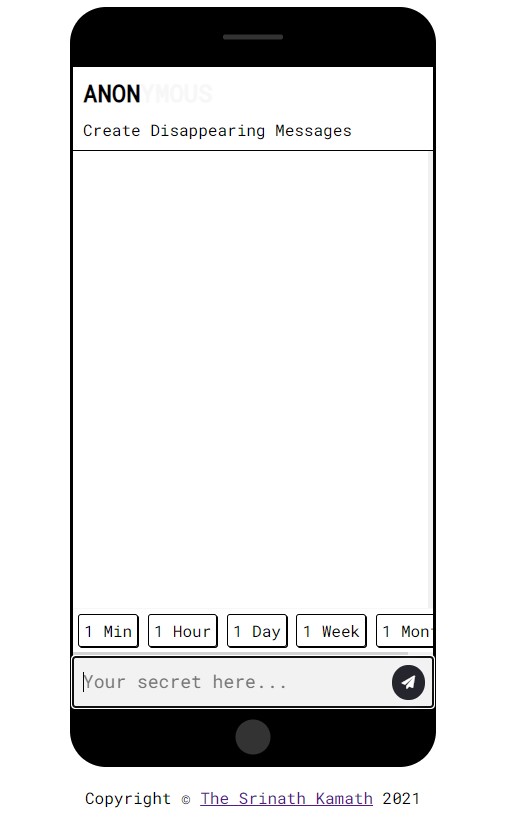 ANONYMOUS
Create Disappearing Messages
1 Min 1 Hour 1 Day 1 Week 1 Mont
Your secret here...
Copyright © The Srinath Kamath 2021